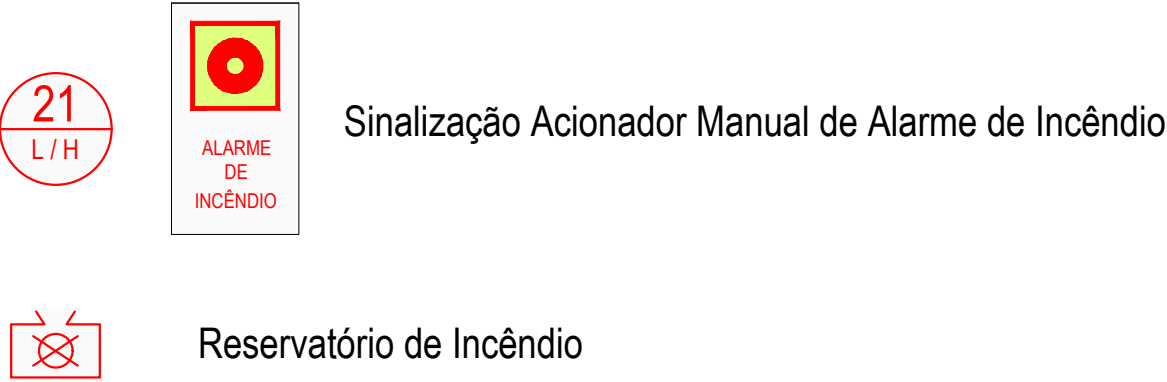 21
L / H
ALARME
DE
INCÊNDIO
Sinalização Acionador Manual de Alarme de Incêndio
Reservatório de Incêndio